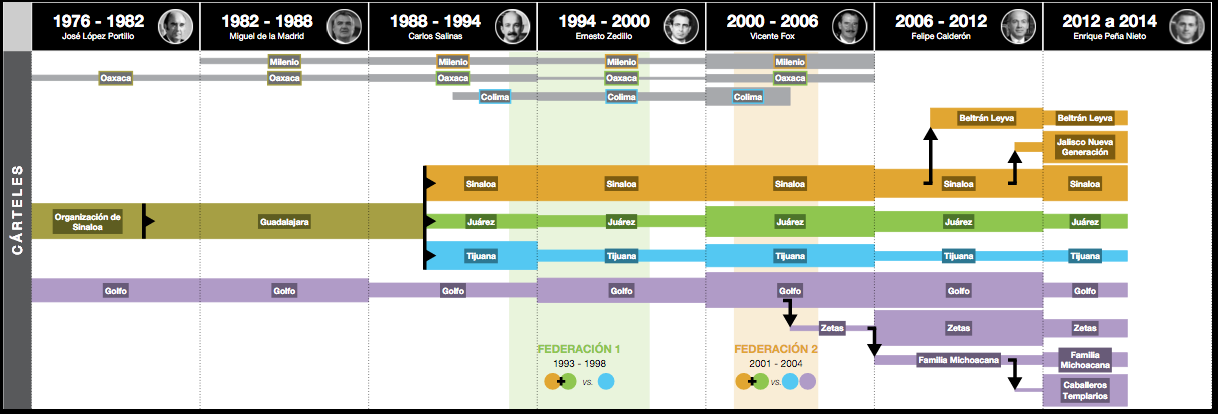 1976 - 1982
José López Portillo
1982 - 1988
Miguel de la Madrid
1988 - 1994
Carlos Salinas
1994 - 2000
Ernesto Zedillo
2000 - 2006
Vicente Fox
2006 - 2012
Felipe Calderón
2012 a 2014
Enrique Peña Nieto
CÁRTELES
Milenio Milenio Milenio Milenio
Oaxaca Oaxaca Oaxaca Oaxaca Oaxaca
Colima Colima Colima
Beltrán Leyva Beltrán Leyva
Jalisco Nueva
Generación
Sinaloa Sinaloa Sinaloa Sinaloa Sinaloa
Organización de
Sinaloa
Guadalajara
Juárez Juárez Juárez Juárez Juárez
Tijuana Tijuana Tijuana Tijuana Tijuana
Golfo Golfo Golfo Golfo Golfo Golfo Golfo
Zetas Zetas Zetas
Familia Michoacana
Familia
Michoacana
Caballeros
Templarios
FEDERACIÓN 1
1993 - 1998
+ vs.
FEDERACIÓN 2
2001 - 2004
+ vs.